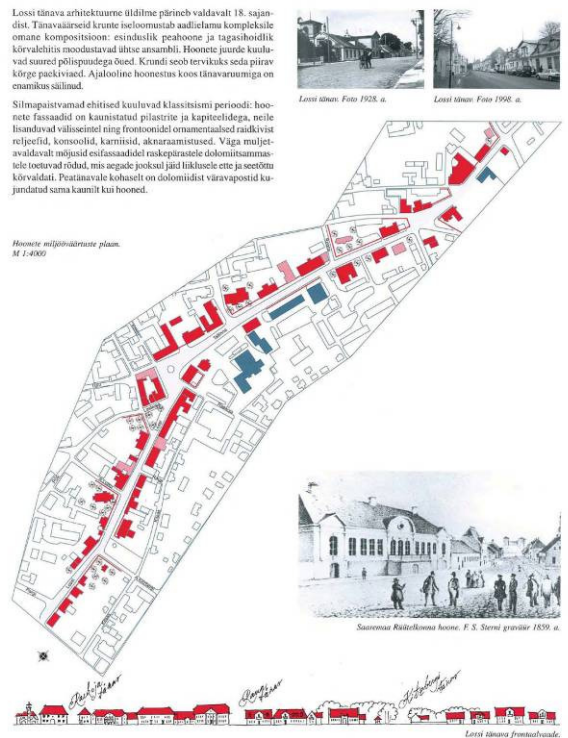 Lossi tänava arhitektuurne üldilme pärineb valdavalt 18. sajan-
dist. Tänavaäärseid krunte iseloomustab aadlielamu kompleksile
omane kompositsioon: esinduslik peahoone ja tagasihoidlik
kõrvalehitis moodustavad ühtse ansambli. Hoonete juurde kuulu-
vad suured põlispuudega õued. Krundi seob tervikuks seda piirav
kõrge paekiviaed. Ajalooline hoonestus koos tänavaruumiga on
enamikus säilinud.
Silmapaistvamad ehitised kuuluvad klassitsismi perioodi: hoo-
nete fassaadid on kaunistatud pilastrite ja kapiteelidega, neile
lisanduvad välisseintel ning frontoonidel ornamentaalsed raidkivist
reljeefid, konsoolid, karniisid, aknaraamistused. Väga muljet-
avaldavalt mõjusid esifassaadidel raskepärastele dolomiitsammas-
tele toetuvad rõdud, mis aegade jooksul jäid liiklusele ette ja seetõttu
kõrvaldati. Peatänavale kohaselt on dolomiidist väravapostid ku-
jundatud sama kaunilt kui hooned.
Lossi tänav. Foto 1928. a.
Lossi tänav. Foto 1998. a.
Hoonete miljööväärtuste plaan.
M 1:4000
Saaremaa Rüütelkonna hoone. F. S. Sterni graviiür 1859. a.
Lossi tänava frontaalvaade.